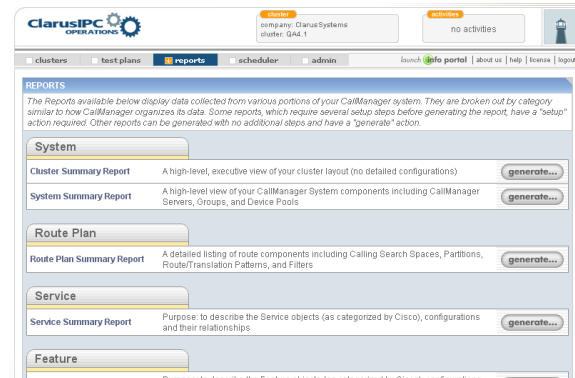 ClarusIPC
OPERATIONS
cluster
company: ClarusSystems
cluster: QA4.1
activities
no activities
clusters test plans reports scheduler admin launch info portal | about us | help | license | logout
REPORTS
The Reports available below display data collected from various portions of your CallManager system. They are broken out by category
similar to how CallManager organizes its data. Some reports, which require several setup steps before generating the report, have a "setup"
action required. Other reports can be generated with no additional steps and have a "generate" action.
System
Cluster Summary Report A high-level, executive view of your cluster layout (no detailed configurations) generate...
System Summary Report A high-level view of your CallManager System components including CallManager
Servers, Groups, and Device Pools generate...
Route Plan
Route Plan Summary Report A detailed listing of route components including Calling Search Spaces, Partitions,
Route/Translation Patterns, and Filters generate...
Service
Service Summary Report Purpose: to describe the Service objects (as categorized by Cisco), configurations
and their relationships generate...
Feature